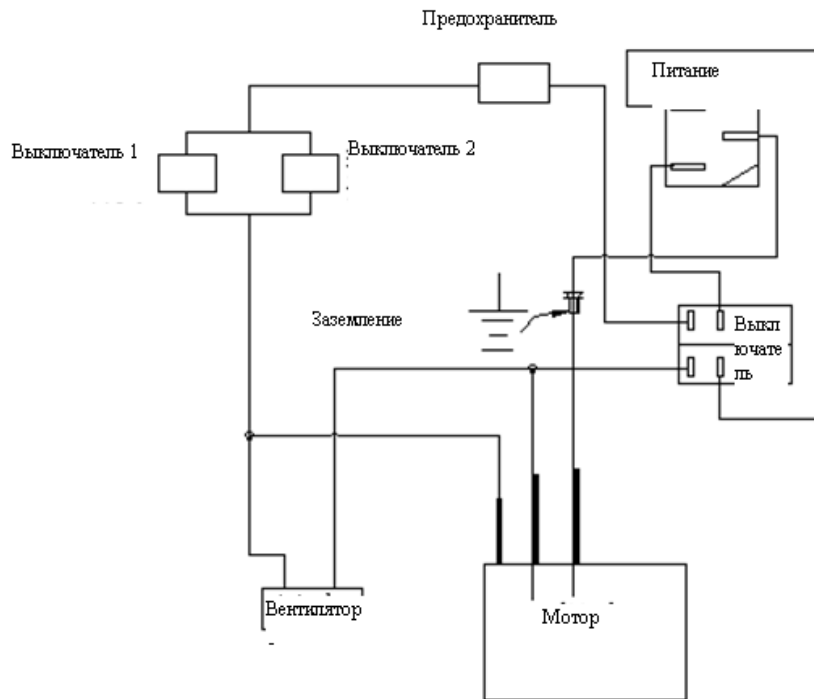 Предохранитель
Питание
Выключатель 1
Выключатель 2
Заземление
Выкл
ючате
ль
Вентилятор
Мотор